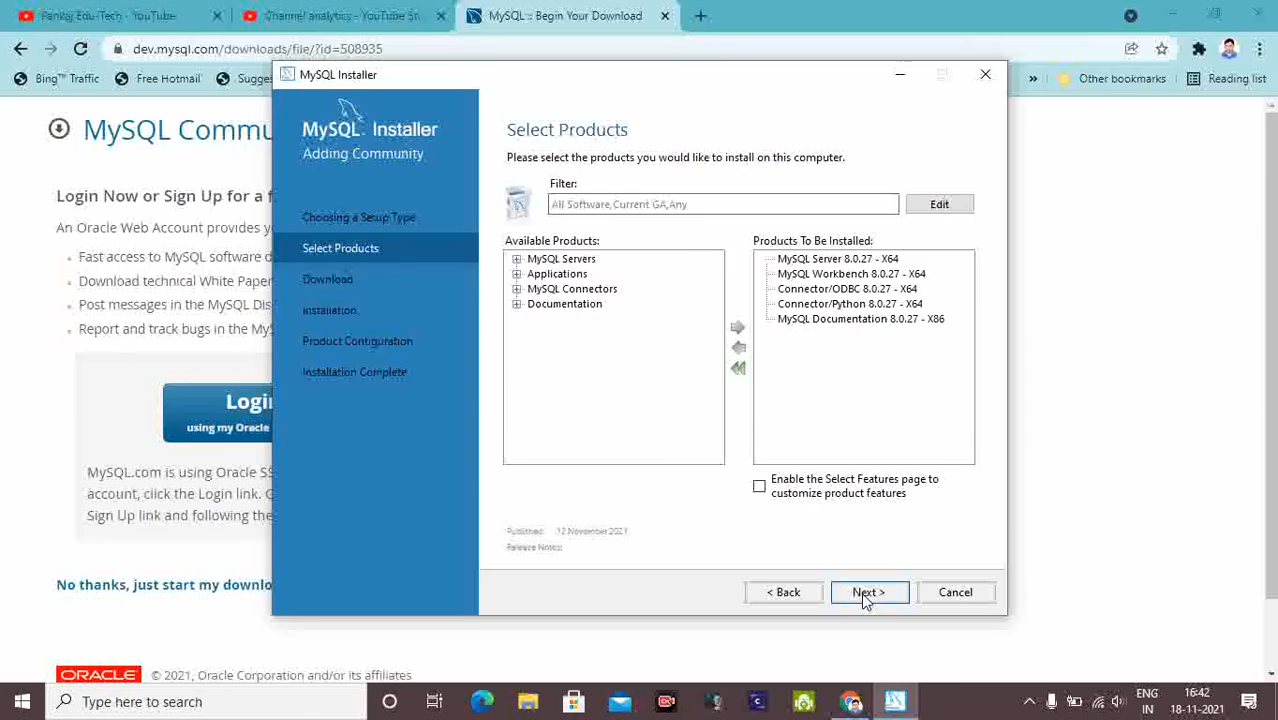 Pankaj Edu-Tech - YouTube
Channel analytics - YouTube
MySQL :: Begin Your Download
dev.mysql.com/downloads/file/?id=508935
Bing™ Traffic
Free Hotmail
Sugges
»
Other bookmarks
Reading list
MySQL Installer
MySQL Commu
Login Now or Sign Up for a f
An Oracle Web Account provides y
Fast access to MySQL software d
Download technical White Paper
Post messages in the MySQL Dis
Report and track bugs in the My
Login
using my Oracle
MySQL.com is using Oracle SS
account, click the Login link. O
Sign Up link and following the
No thanks, just start my downlo
ORACLE © 2021, Oracle Corporation and/or its affiliates
MySQL. Installer
Adding Community
Choosing a Setup Type
Select Products
Download
Installation
Product Configuration
Installation Complete
Select Products
Please select the products you would like to install on this computer.
Filter:
All Software,Current GA,Any
Edit
Available Products:
MySQL Servers
Applications
MySQL Connectors
Documentation
Products To Be Installed:
MySQL Server 8.0.27 - X64
MySQL Workbench 8.0.27 - X64
Connector/ODBC 8.0.27 - X64
Connector/Python 8.0.27 - X64
MySQL Documentation 8.0.27 - X86
Enable the Select Features page to
customize product features
Published: 12 November 2021
Release Notes:
< Back
Next >
Cancel
Type here to search
ENG
IN
16:42
18-11-2021